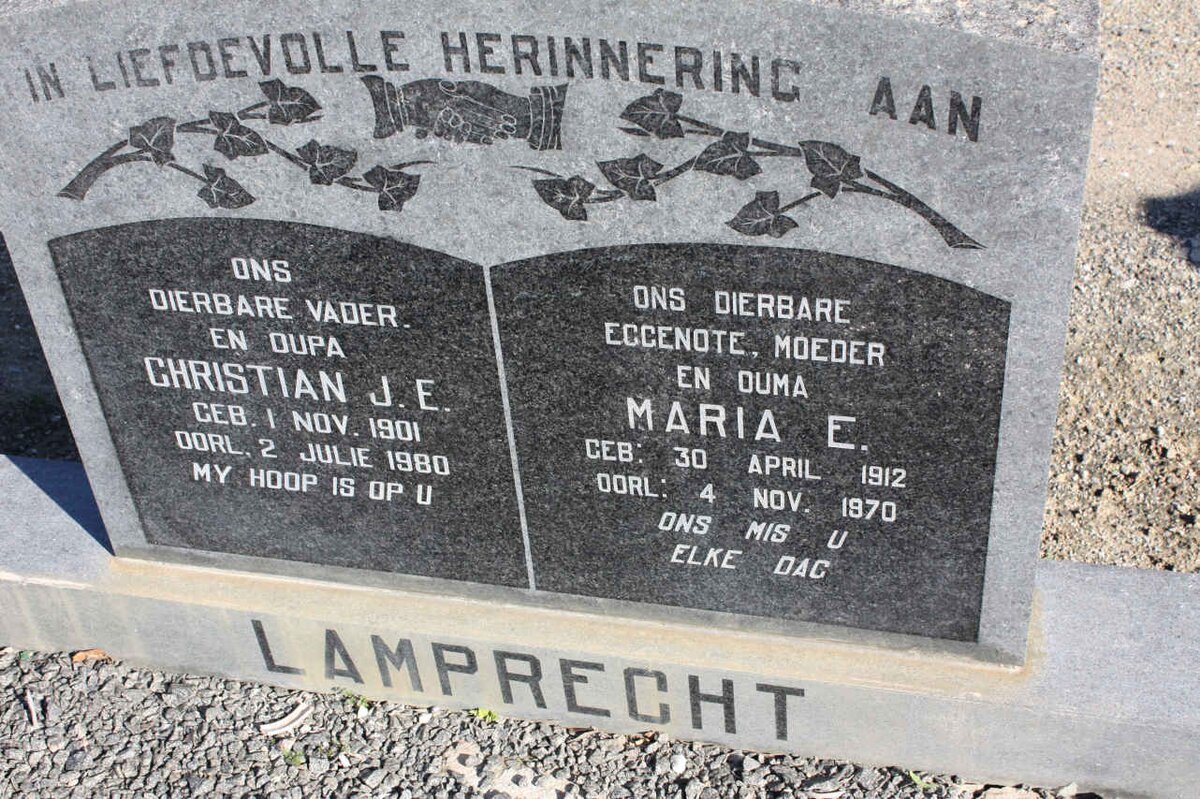 IN LIEFDEVOLLE HERINNERING AAN
ONS
DIERBARE VADER.
EN OUPA
CHRISTIAN J. E.
GEB. 1 NOV. 1901
OORL. 2 JULIE 1980
MY HOOP IS OP U
ONS DIERBARE
EGGENOTE, MOEDER
EN OUMA
MARIA E.
GEB: 30 APRIL 1912
OORL: 4 NOV. 1970
ONS MIS U
ELKE DAG
LAMPRECHT